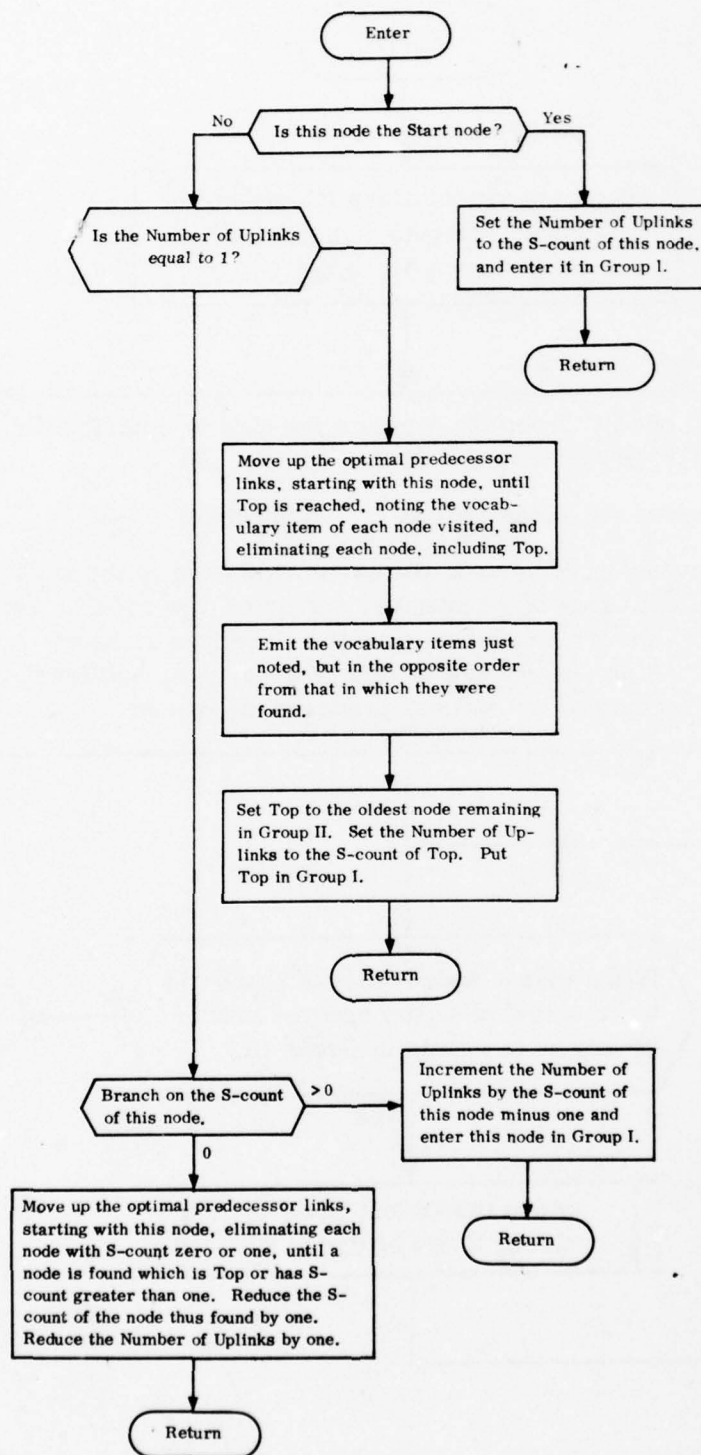 Enter
No
Is this node the Start node?
Yes
Is the Number of Uplinks
equal to 1?
Set the Number of Uplinks
to the S-count of this node,
and enter it in Group I.
Return
Move up the optimal predecessor
links, starting with this node, until
Top is reached, noting the vocab-
ulary item of each node visited, and
eliminating each node, including Top.
Emit the vocabulary items just
noted, but in the opposite order
from that in which they were
found.
Set Top to the oldest node remaining
in Group II. Set the Number of Up-
links to the S-count of Top. Put
Top in Group I.
Return
Branch on the S-count
of this node.
>0
Increment the Number of
Uplinks by the S-count of
this node minus one and
enter this node in Group I.
0
Return
Move up the optimal predecessor links,
starting with this node, eliminating each
node with S-count zero or one, until a
node is found which is Top or has S-
count greater than one. Reduce the S-
count of the node thus found by one.
Reduce the Number of Uplinks by one.
Return